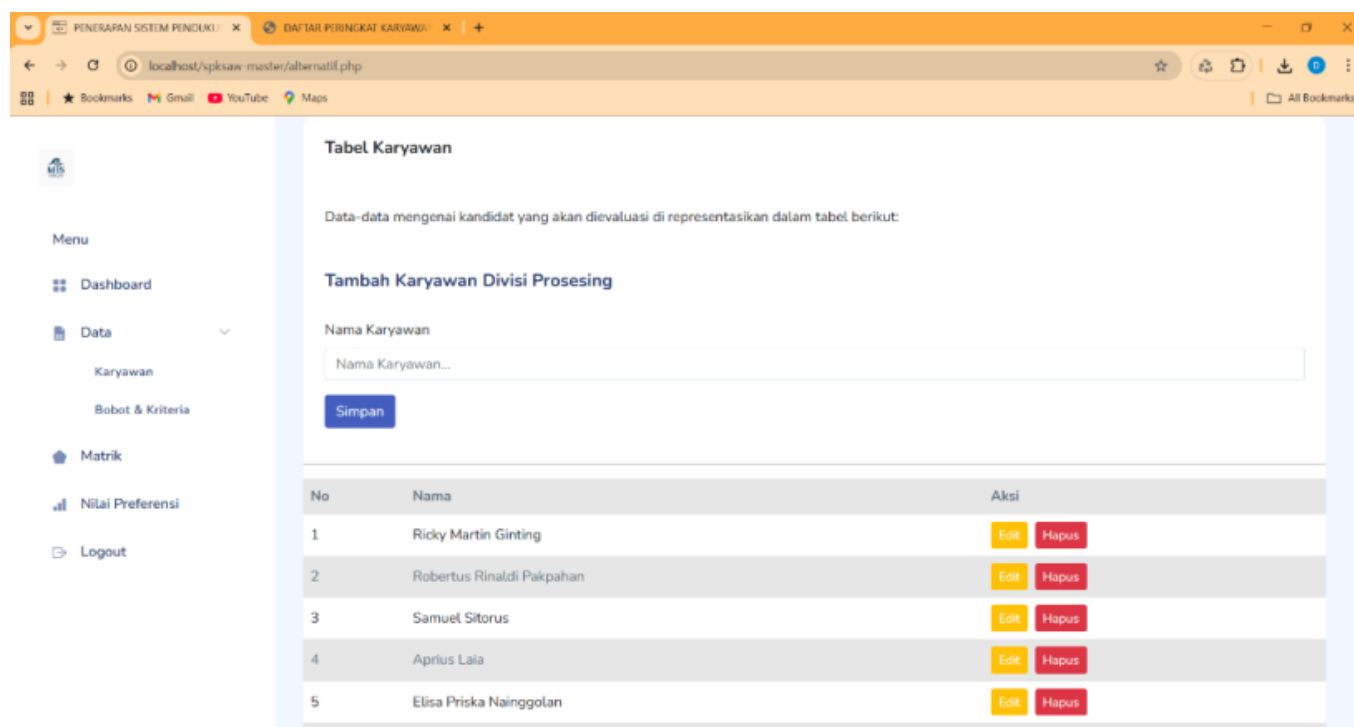 PENERAPAN SISTEM PENDUKU
DAFTAR PERINGKAT KARYAWA
localhost/spksaw-master/alternatif.php
Bookmarks Gmail YouTube Maps
All Bookmarks
MTS
Menu
Dashboard
Data
Karyawan
Bobot & Kriteria
Matrik
Nilai Preferensi
Logout
Tabel Karyawan
Data-data mengenai kandidat yang akan dievaluasi di representasikan dalam tabel berikut:
Tambah Karyawan Divisi Prosesing
Nama Karyawan
Nama Karyawan...
Simpan
No Nama Aksi
1 Ricky Martin Ginting Edit Hapus
2 Robertus Rinaldi Pakpahan Edit Hapus
3 Samuel Sitorus Edit Hapus
4 Aprius Laia Edit Hapus
5 Elisa Priska Nainggolan Edit Hapus